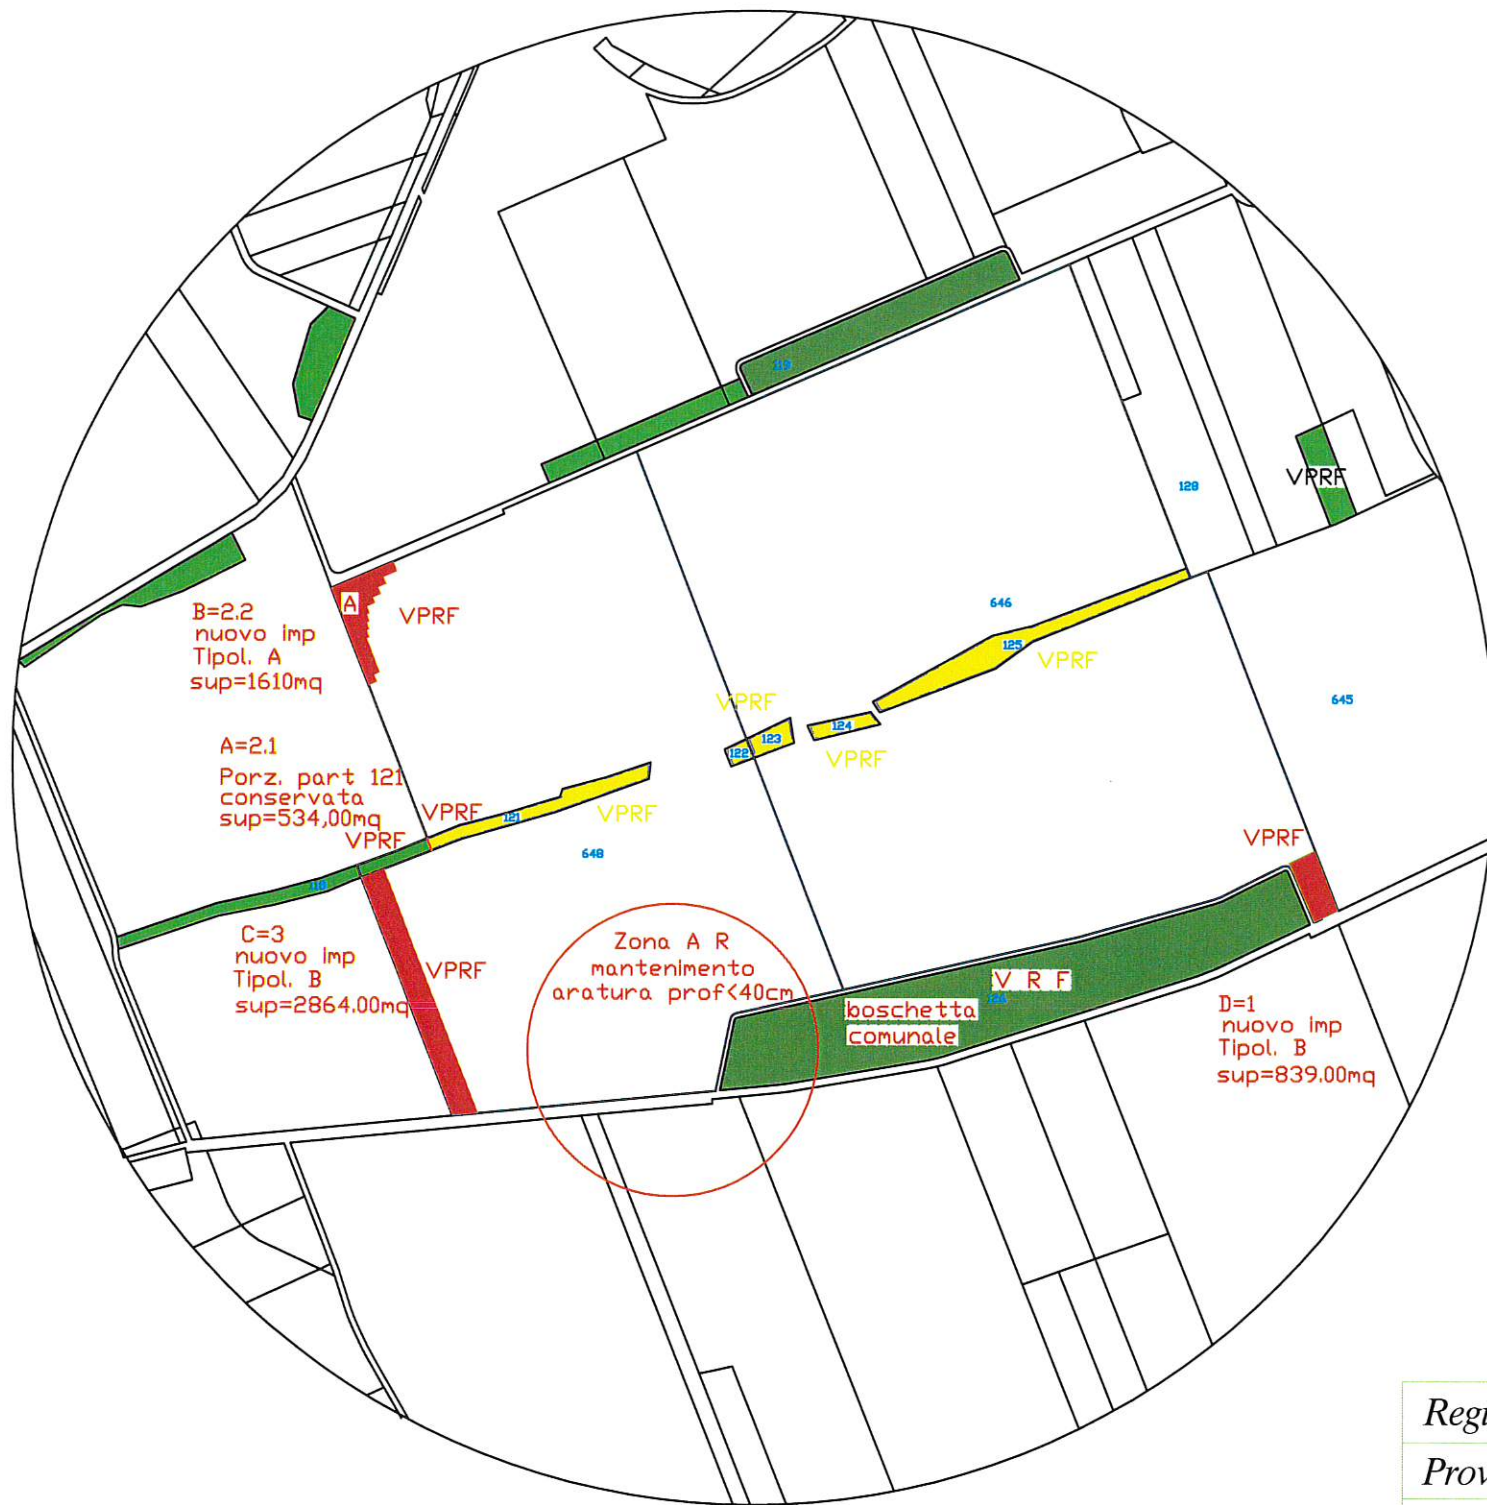 119
VPRF
128
A
VPRF
B=2.2
nuovo imp
Tipol. A
sup=1610mq
646
125
VPRF
645
VPRF
124
123
122
VPRF
A=2.1
Porz. part 121
conservata
sup=534,00mq
VPRF
VPRF
121
VPRF
648
VPRF
118
C=3
nuovo imp
Tipol. B
sup=2864.00mq
VPRF
Zona A R
mantenimento
aratura prof<40cm
V R F
126
boschetta
comunale
D=1
nuovo imp
Tipol. B
sup=839.00mq